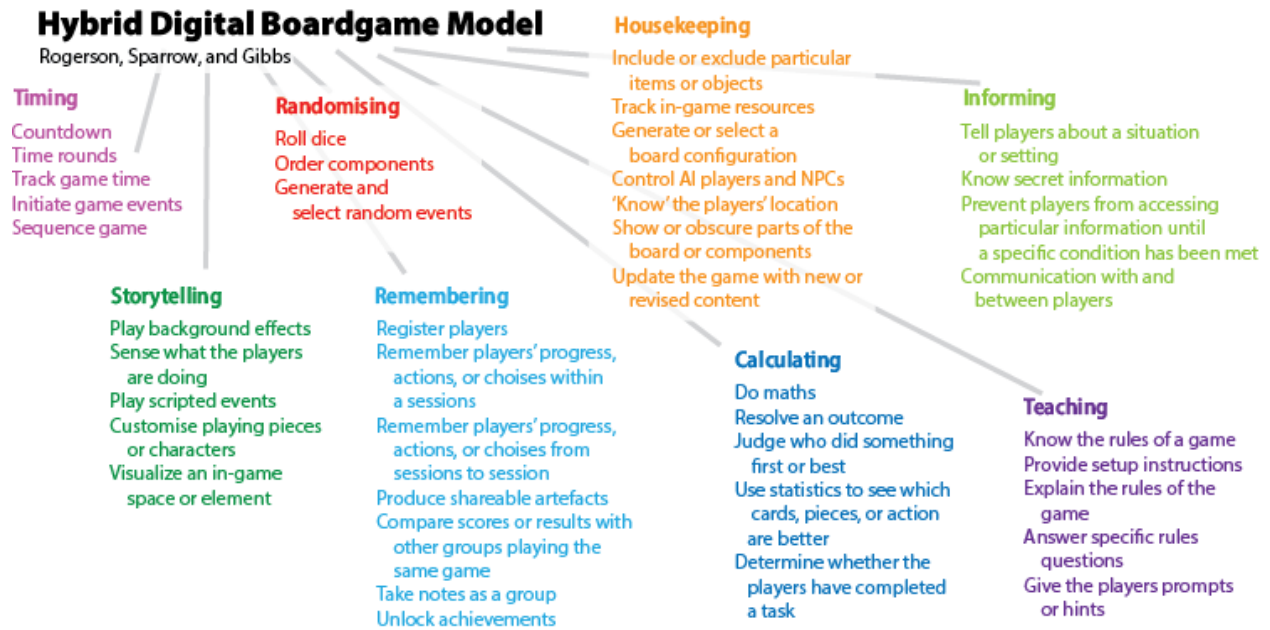 Hybrid Digital Boardgame Model
Rogerson, Sparrow, and Gibbs
Timing
Countdown
Time rounds
Track game time
Initiate game events
Sequence game
Randomising
Roll dice
Order components
Generate and
select random events
Housekeeping
Include or exclude particular
items or objects
Track in-game resources
Generate or select a
board configuration
Control AI players and NPCs
‘Know’ the players’ location
Show or obscure parts of the
board or components
Update the game with new or
revised content
Informing
Tell players about a situation
or setting
Know secret information
Prevent players from accessing
particular information until
a specific condition has been met
Communication with and
between players
Storytelling
Play background effects
Sense what the players
are doing
Play scripted events
Customise playing pieces
or characters
Visualize an in-game
space or element
Remembering
Register players
Remember players’ progress,
actions, or choises within
a sessions
Remember players’ progress,
actions, or choises from
sessions to session
Produce shareable artefacts
Compare scores or results with
other groups playing the
same game
Take notes as a group
Unlock achievements
Calculating
Do maths
Resolve an outcome
Judge who did something
first or best
Use statistics to see which
cards, pieces, or action
are better
Determine whether the
players have completed
a task
Teaching
Know the rules of a game
Provide setup instructions
Explain the rules of the
game
Answer specific rules
questions
Give the players prompts
or hints